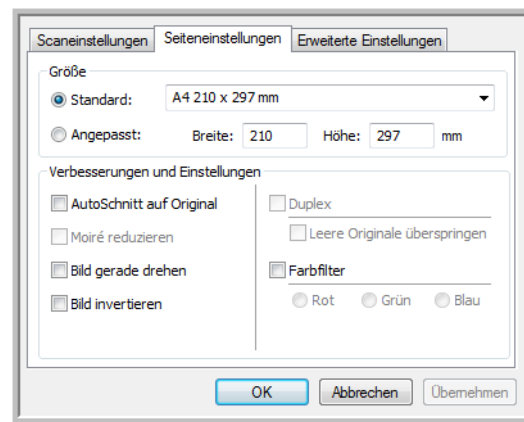 Scaneinstellungen Seiteneinstellungen Erweiterte Einstellungen
Größe
Standard: A4 210 x 297 mm
Angepasst: Breite: 210 Höhe: 297 mm
Verbesserungen und Einstellungen
AutoSchnitt auf Original
Moiré reduzieren
Bild gerade drehen
Bild invertieren
Duplex
Leere Originale überspringen
Farbfilter
Rot Grün Blau
OK Abbrechen Übernehmen